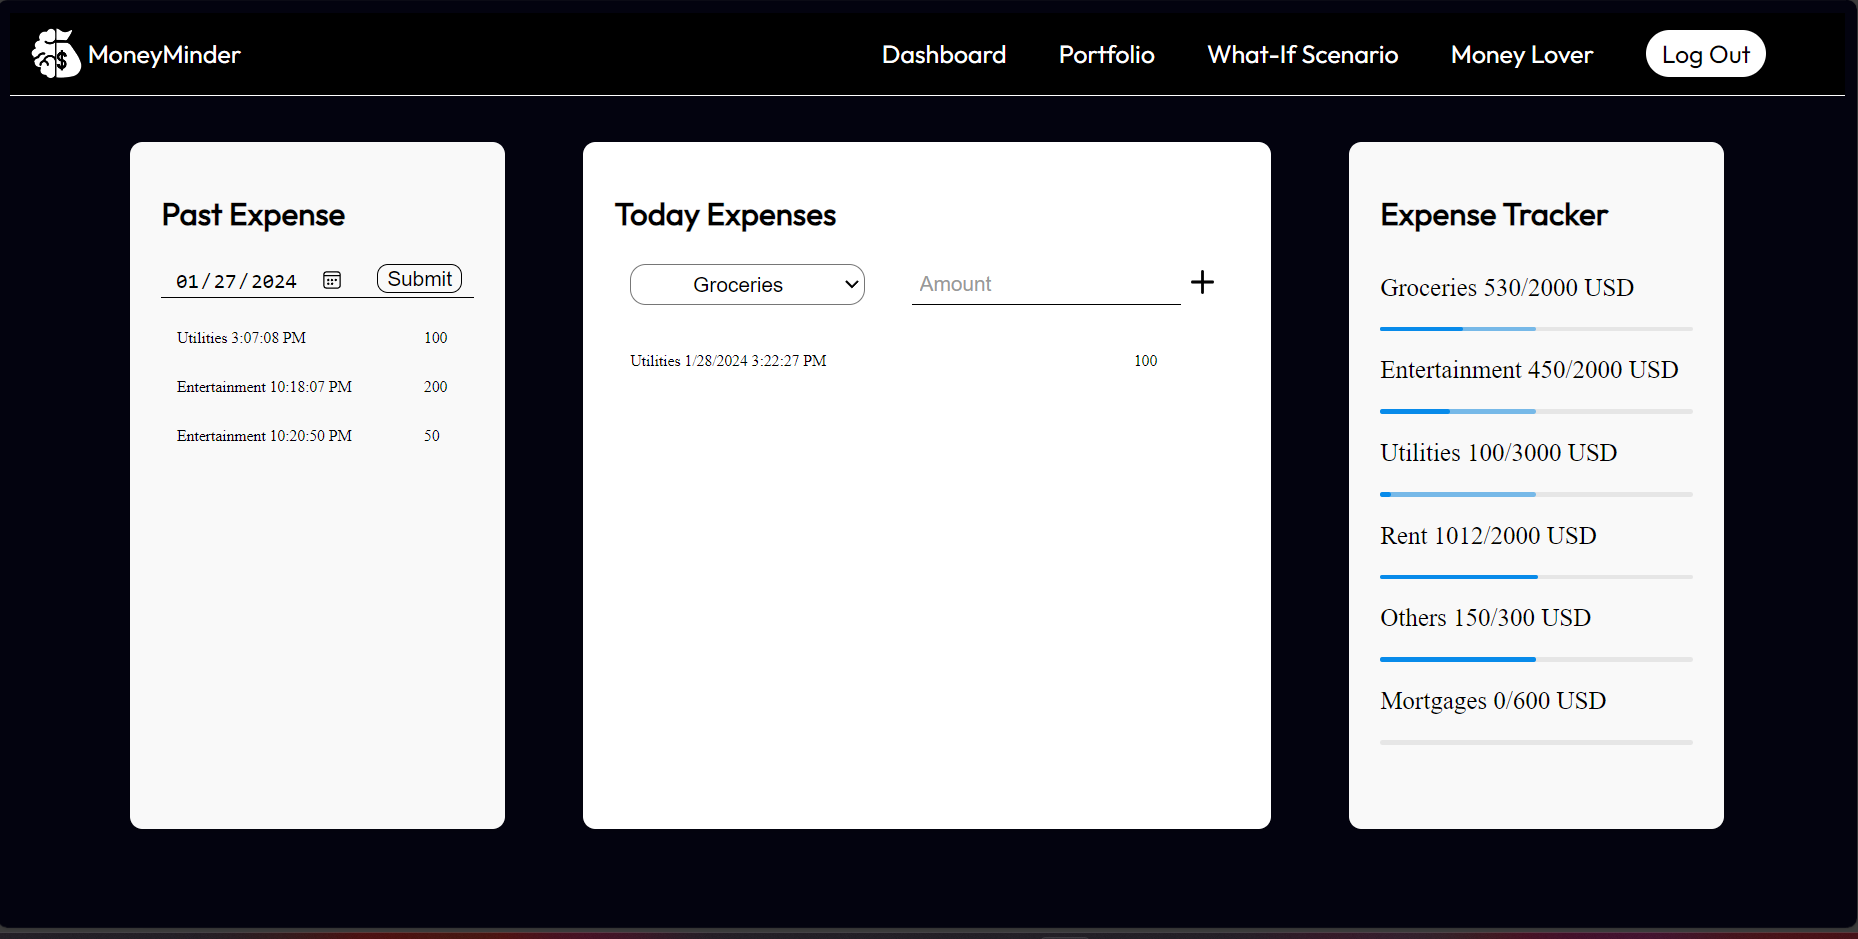 MoneyMinder
Dashboard
Portfolio
What-If Scenario
Money Lover
Log Out
Past Expense
01/27/2024
Submit
Utilities 3:07:08 PM 100
Entertainment 10:18:07 PM 200
Entertainment 10:20:50 PM 50
Today Expenses
Groceries
Amount
+
Utilities 1/28/2024 3:22:27 PM 100
Expense Tracker
Groceries 530/2000 USD
Entertainment 450/2000 USD
Utilities 100/3000 USD
Rent 1012/2000 USD
Others 150/300 USD
Mortgages 0/600 USD